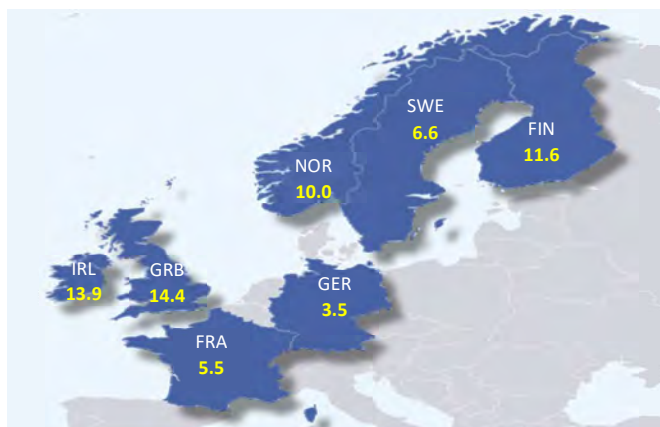 SWE
6.6
FIN
11.6
NOR
10.0
IRL
13.9
GRB
14.4
GER
3.5
FRA
5.5